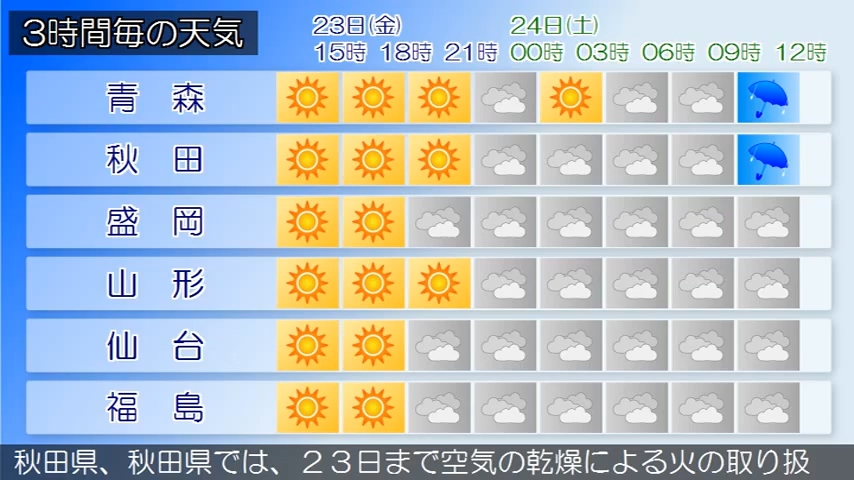 3時間毎の天気
23日(金) 24日(土)
15時 18時 21時 00時 03時 06時 09時 12時
青森
秋田
盛岡
山形
仙台
福島
秋田県、秋田県では、２３日まで空気の乾燥による火の取り扱